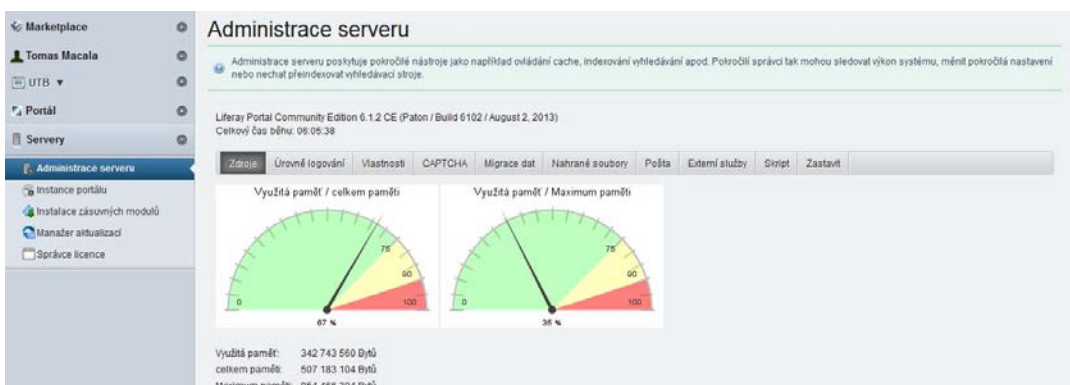 Marketplace
Tomas Macala
UTB ▼
Portál
Servery
Administrace serveru
Instance portálu
Instalace zásuvných modulů
Manažer aktualizací
Správce licence
Administrace serveru
Administrace serveru poskytuje pokročilé nástroje jako například ovládání cache, indexování vyhledávání apod. Pokročilí správci tak mohou sledovat výkon systému, měnit pokročilá nastavení
nebo nechat přeindexovat vyhledávací stroje.
Liferay Portal Community Edition 6.1.2 CE (Paton / Build 6102 / August 2, 2013)
Celkový čas běhu: 06:05:38
Zdroje Úrovně logování Vlastnosti CAPTCHA Migrace dat Nahrané soubory Pošta Externí služby Skript Zastavit
Využitá paměť / celkem paměti Využitá paměť / Maximum paměti
0 75 90 100 0 75 90 100
67 % 35 %
Využitá paměť: 342 743 560 Bytů
celkem paměti: 507 183 104 Bytů